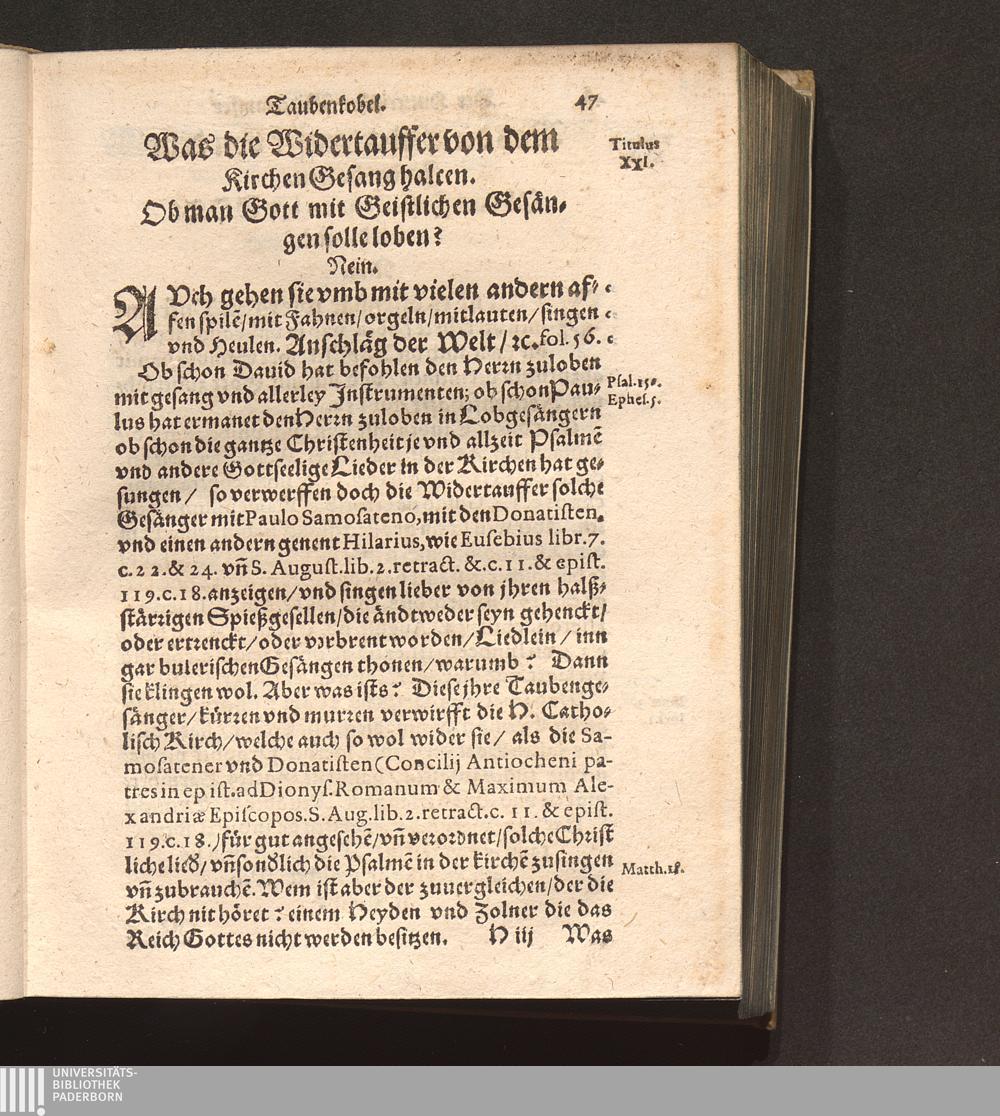 Taubenkobel. 47
Was die Widertauffer von dem
Kirchen Gesang halten.
Titulus
XXI.
Ob man Gott mit Geistlichen Gesän-
gen solle loben?
Nein.
AVch gehen sie vmb mit vielen andern af-
fen spilē/mit Fahnen/orgeln/mitlauten/singen
vnd Heulen. Anschläg der Welt/ ꝛc. fol. 56.
Ob schon Dauid hat befohlen den Herrn zuloben
mit gesang vnd allerley Instrumenten; ob schon Pau-
Psal. 150.
Ephes. 5.
lus hat ermanet den Herrn zuloben in Lobgesängern
ob schon die gantze Christenheit je vnd allzeit Psalmē
vnd andere Gottseelige Lieder in der Kirchen hat ge-
sungen/ so verwerffen doch die Widertauffer solche
Gesänger mit Paulo Samosateno, mit den Donatisten,
vnd einen andern genent Hilarius, wie Eusebius libr. 7.
c. 22. & 24. vñ S. August. lib. 2. retract. &. c. 11. & epist.
119. c. 18. anzeigen/vnd singen lieber von jhren halß-
stärrigen Spießgesellen/die ändtweder seyn gehenckt/
oder ertrenckt/oder vorbrent worden/Liedlein/ inn
gar bulerischen Gesängen thonen/warumb? Dann
sie klingen wol. Aber was ists? Diese jhre Taubenge-
sänger/kürren vnd murren verwirfft die H. Catho-
lisch Kirch/welche auch so wol wider sie/ als die Sa-
mosatener vnd Donatisten (Concilij Antiocheni pa-
tres in epist. ad Dionys. Romanum & Maximum Ale-
xandriæ Episcopos. S. Aug. lib. 2. retract. c. 11. & epist.
119. c. 18. /für gut angesehē/vñ verordnet/solche Christ
liche lied/vñ sondlich die Psalmē in der kirchē zusingen
vñ zubrauchē. Wem ist aber der zuuergleichen/der die
Matth. 18.
Kirch nit höret? einem Heyden vnd Zolner die das
Reich Gottes nicht werden besitzen. H iij Was
UNIVERSITÄTS-
BIBLIOTHEK
PADERBORN